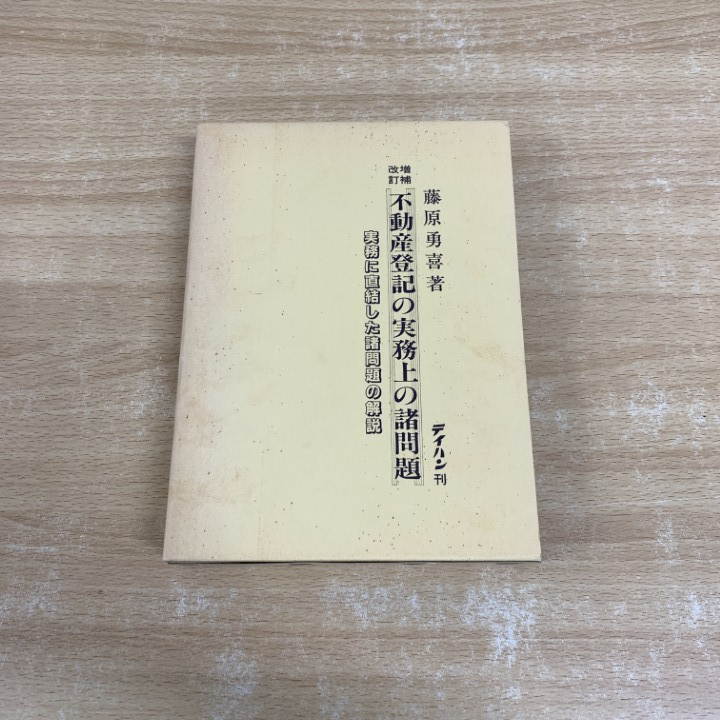 藤原勇喜著
増補
改訂
不動産登記の実務上の諸問題
実務に直結した諸問題の解説
テイハン刊